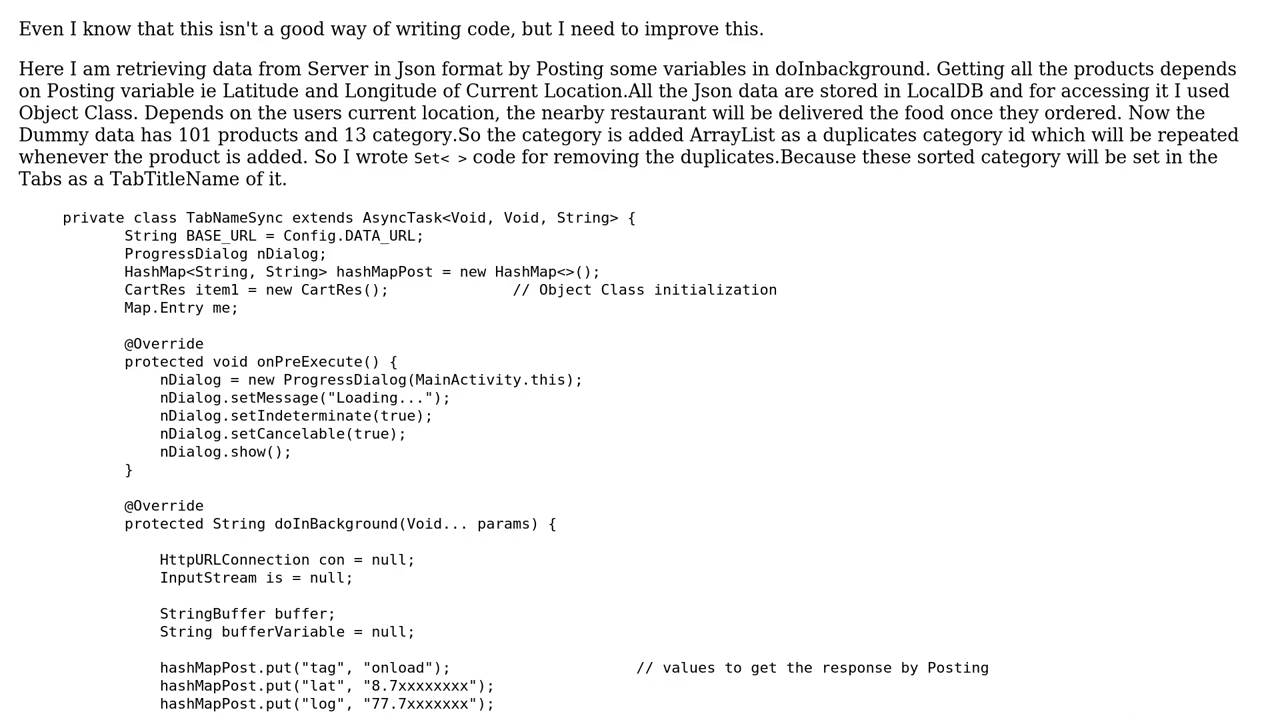 Even I know that this isn't a good way of writing code, but I need to improve this.
Here I am retrieving data from Server in Json format by Posting some variables in doInbackground. Getting all the products depends
on Posting variable ie Latitude and Longitude of Current Location.All the Json data are stored in LocalDB and for accessing it I used
Object Class. Depends on the users current location, the nearby restaurant will be delivered the food once they ordered. Now the
Dummy data has 101 products and 13 category.So the category is added ArrayList as a duplicates category id which will be repeated
whenever the product is added. So I wrote Set< > code for removing the duplicates.Because these sorted category will be set in the
Tabs as a TabTitleName of it.
private class TabNameSync extends AsyncTask<Void, Void, String> {
String BASE_URL = Config.DATA_URL;
ProgressDialog nDialog;
HashMap<String, String> hashMapPost = new HashMap<>();
CartRes item1 = new CartRes();              // Object Class initialization
Map.Entry me;
@Override
protected void onPreExecute() {
nDialog = new ProgressDialog(MainActivity.this);
nDialog.setMessage("Loading...");
nDialog.setIndeterminate(true);
nDialog.setCancelable(true);
nDialog.show();
}
@Override
protected String doInBackground(Void... params) {
HttpURLConnection con = null;
InputStream is = null;
StringBuffer buffer;
String bufferVariable = null;
hashMapPost.put("tag", "onload");                     // values to get the response by Posting
hashMapPost.put("lat", "8.7xxxxxxxx");
hashMapPost.put("log", "77.7xxxxxxx");